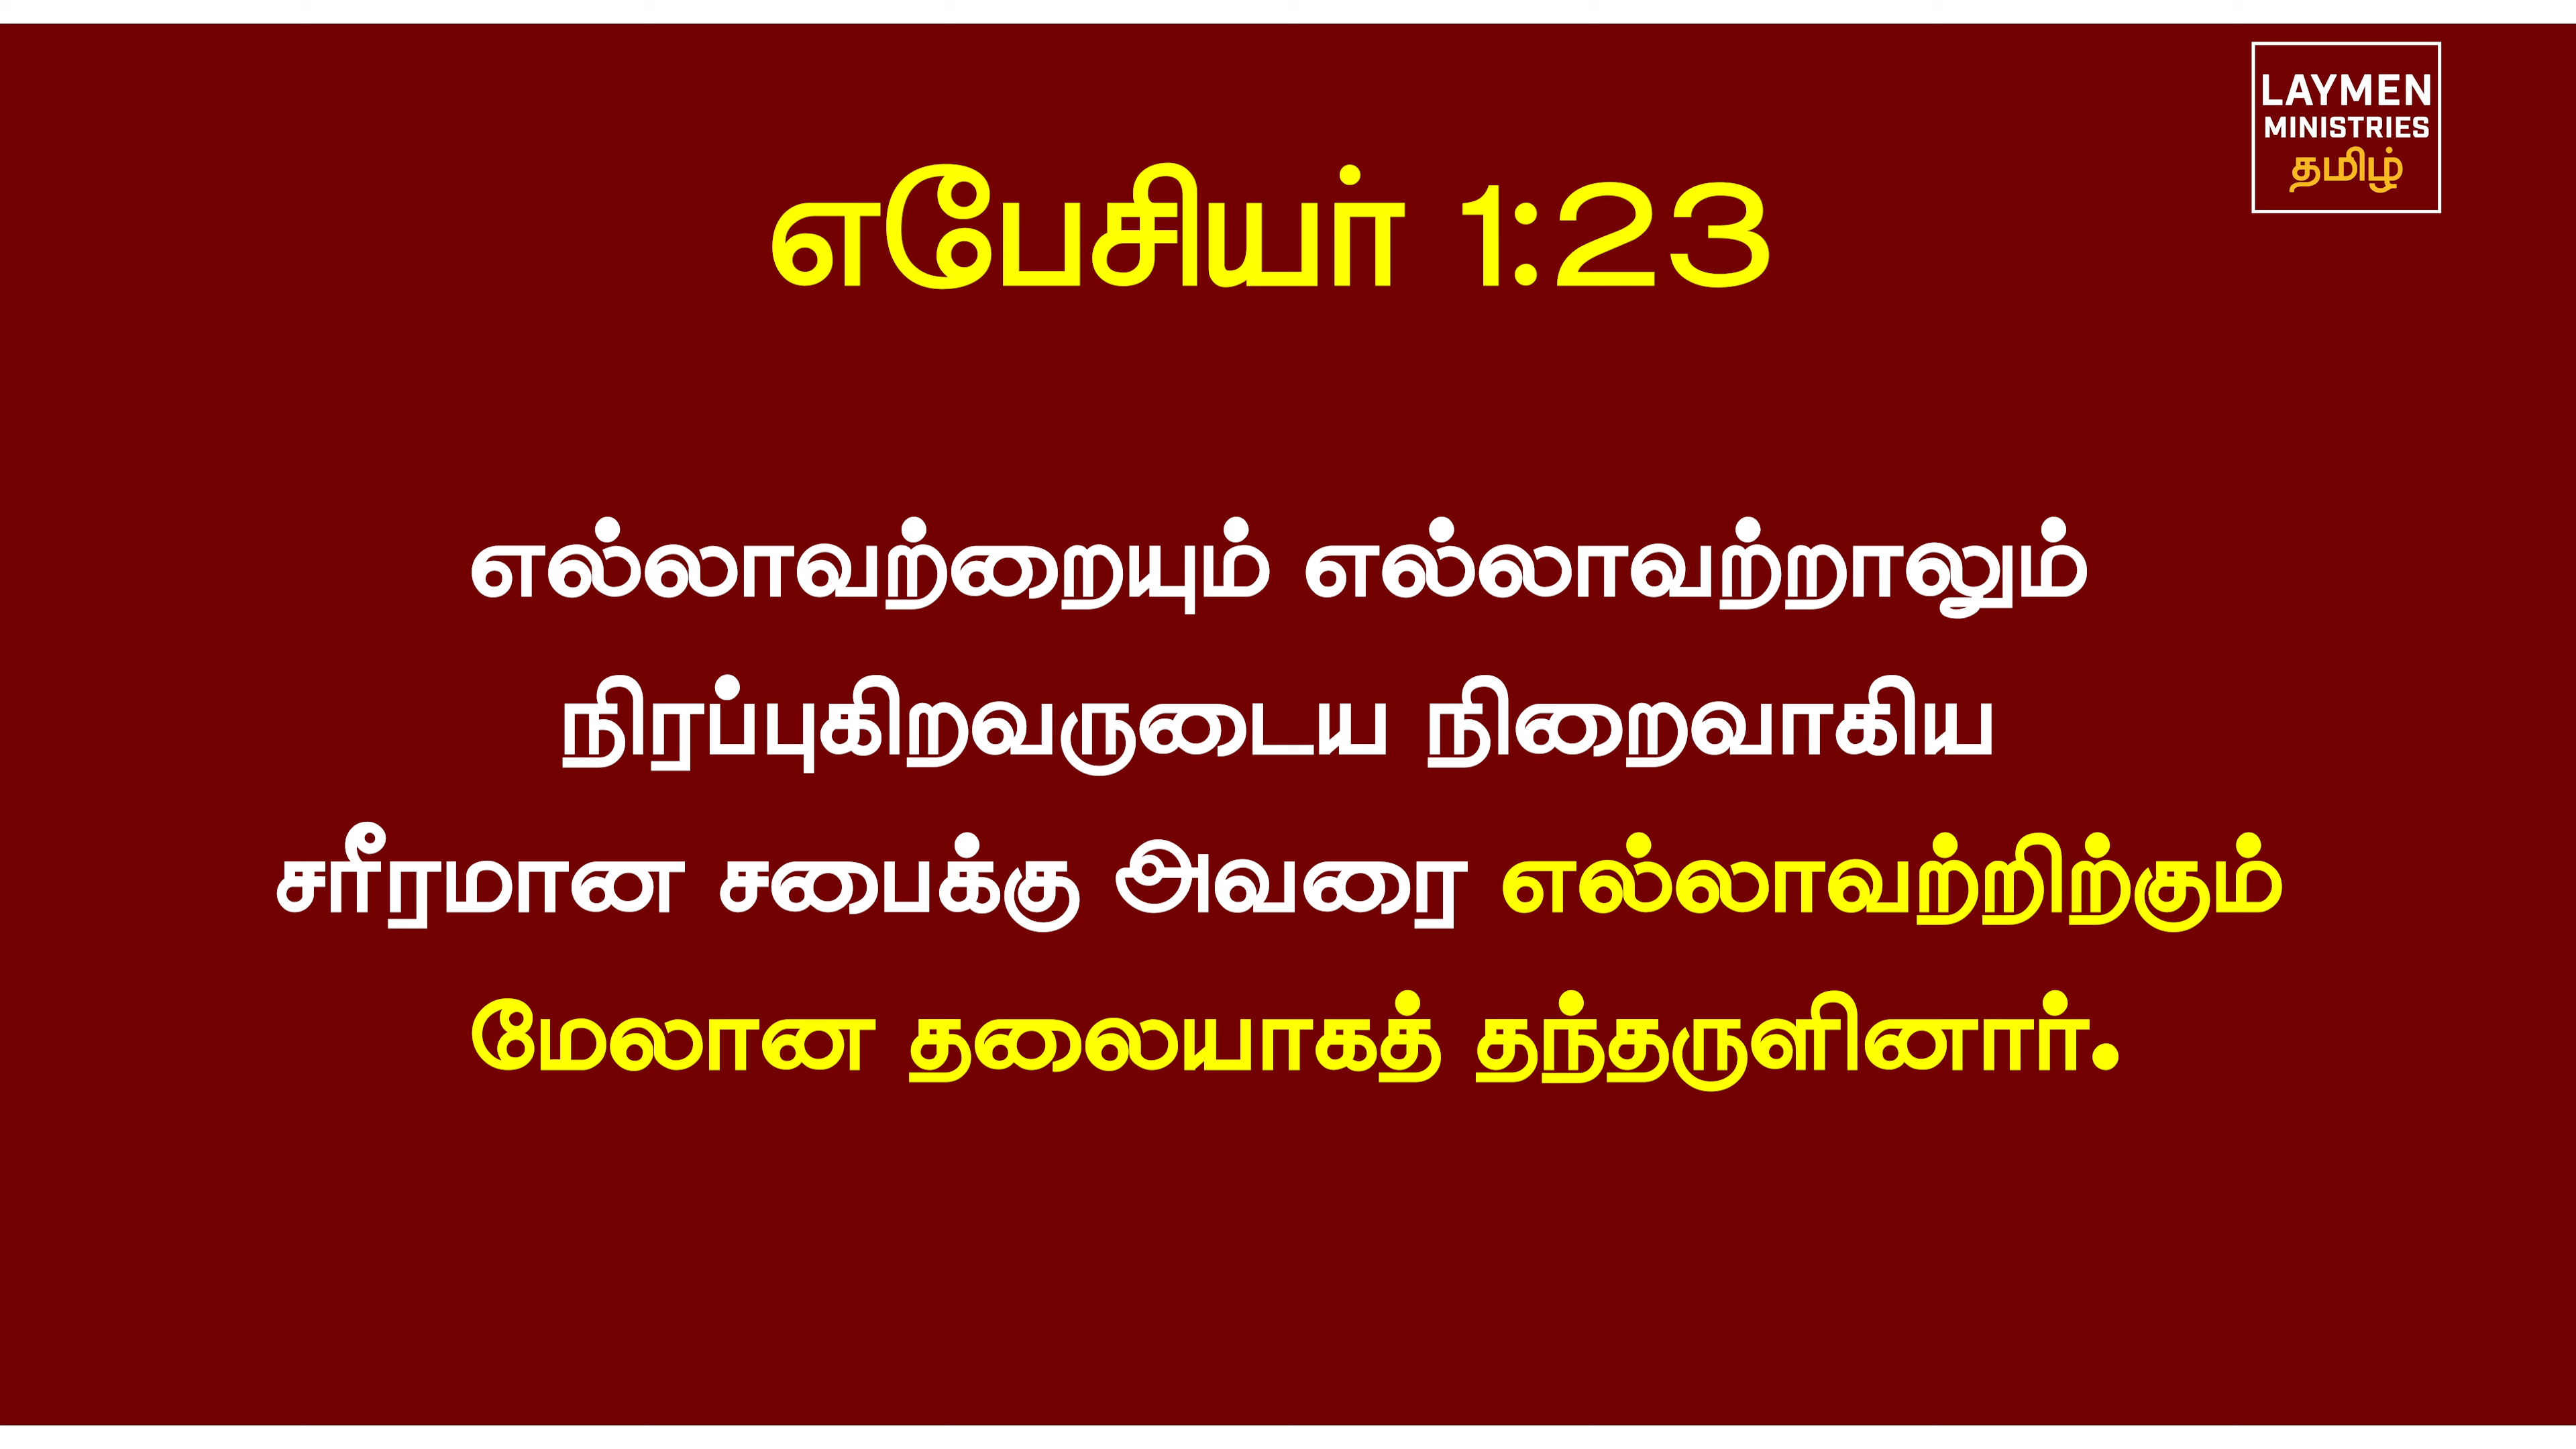 LAYMEN
MINISTRIES
தமிழ்
எபேசியர் 1:23
எல்லாவற்றையும் எல்லாவற்றாலும்
நிரப்புகிறவருடைய நிறைவாகிய
சரீரமான சபைக்கு அவரை எல்லாவற்றிற்கும்
மேலான தலையாகத் தந்தருளினார்.